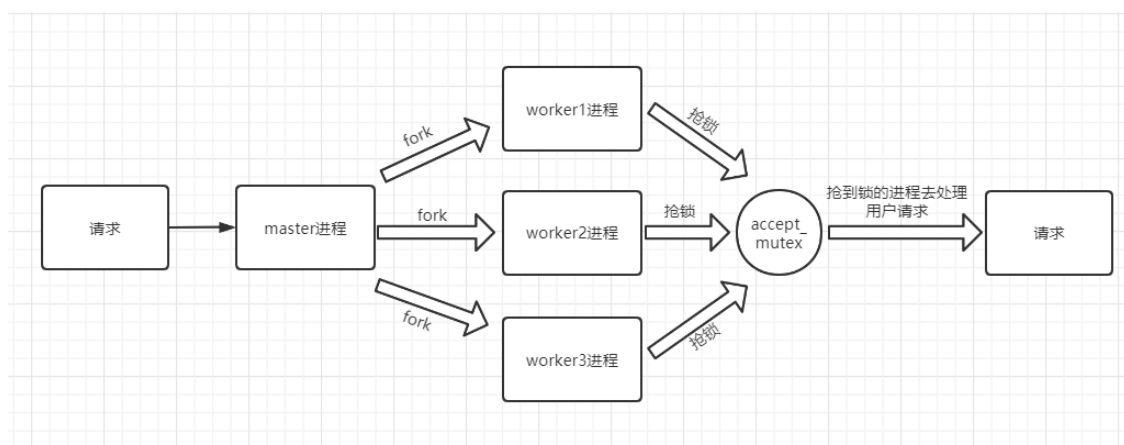 请求
master进程
fork
fork
fork
worker1进程
worker2进程
worker3进程
抢锁
抢锁
抢锁
accept_
mutex
抢到锁的进程去处理
用户请求
请求